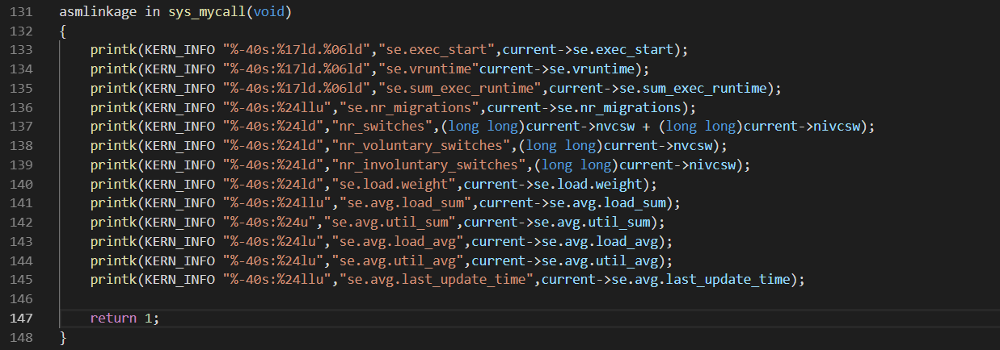 131 asmlinkage in sys_mycall(void)
132 {
133 printk(KERN_INFO "%-40s:%17ld.%06ld","se.exec_start",current->se.exec_start);
134 printk(KERN_INFO "%-40s:%17ld.%06ld","se.vruntime"current->se.vruntime);
135 printk(KERN_INFO "%-40s:%17ld.%06ld","se.sum_exec_runtime",current->se.sum_exec_runtime);
136 printk(KERN_INFO "%-40s:%24llu","se.nr_migrations",current->se.nr_migrations);
137 printk(KERN_INFO "%-40s:%24ld","nr_switches",(long long)current->nvcsw + (long long)current->nivcsw);
138 printk(KERN_INFO "%-40s:%24ld","nr_voluntary_switches",(long long)current->nvcsw);
139 printk(KERN_INFO "%-40s:%24ld","nr_involuntary_switches",(long long)current->nivcsw);
140 printk(KERN_INFO "%-40s:%24ld","se.load.weight",current->se.load.weight);
141 printk(KERN_INFO "%-40s:%24llu","se.avg.load_sum",current->se.avg.load_sum);
142 printk(KERN_INFO "%-40s:%24u","se.avg.util_sum",current->se.avg.util_sum);
143 printk(KERN_INFO "%-40s:%24lu","se.avg.load_avg",current->se.avg.load_avg);
144 printk(KERN_INFO "%-40s:%24lu","se.avg.util_avg",current->se.avg.util_avg);
145 printk(KERN_INFO "%-40s:%24llu","se.avg.last_update_time",current->se.avg.last_update_time);
146
147 return 1;
148 }